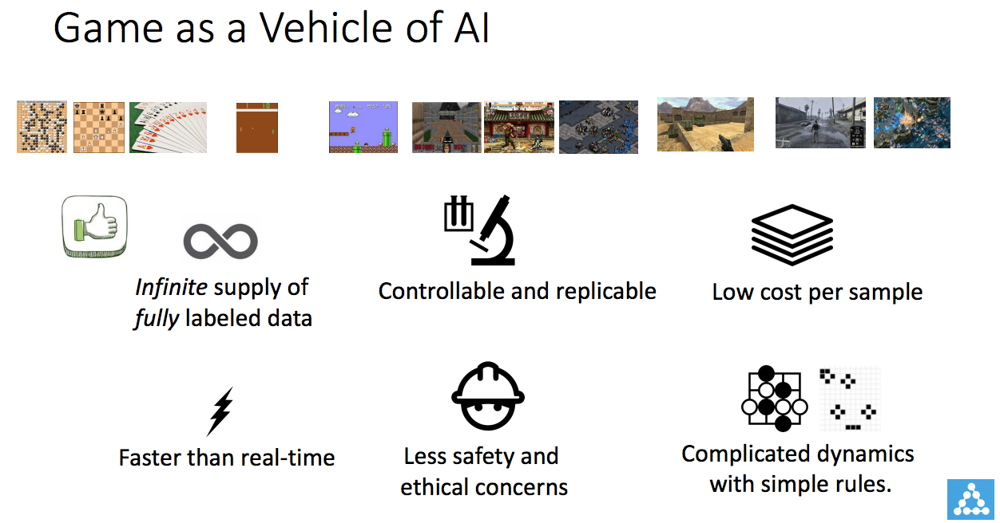 Game as a Vehicle of AI
Infinite supply of
fully labeled data
Controllable and replicable
Low cost per sample
Faster than real-time
Less safety and
ethical concerns
Complicated dynamics
with simple rules.